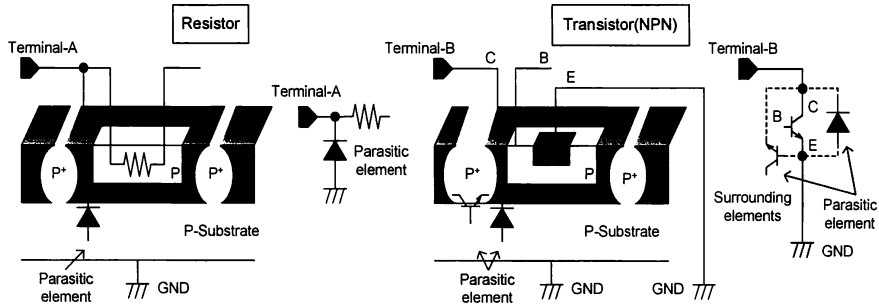 Resistor
Terminal-A
P+
P
P+
P-Substrate
Parasitic
element
GND
Terminal-A
Parasitic
element
Transistor(NPN)
Terminal-B
C
B
E
P+
P
P+
P-Substrate
Parasitic
element
GND
GND
Terminal-B
C
B
E
Surrounding
elements
Parasitic
element
GND